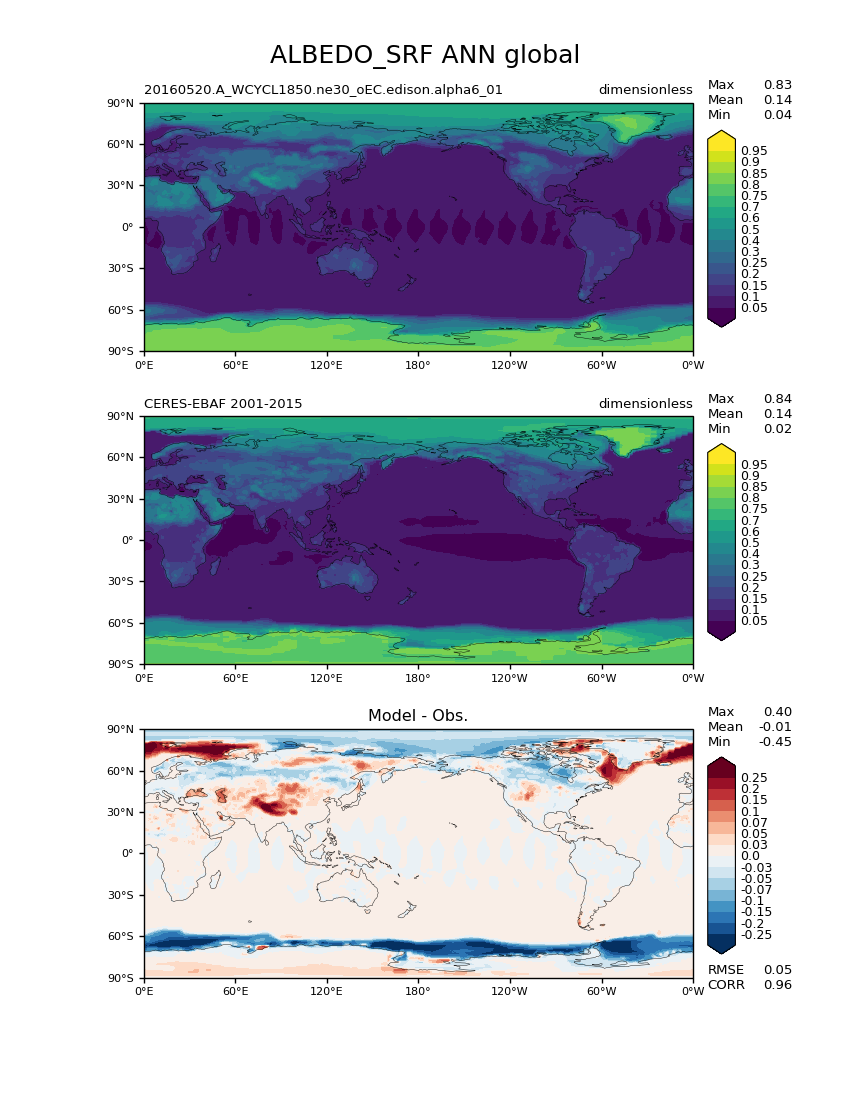 ALBEDO_SRF ANN global
20160520.A_WCYCL1850.ne30_oEC.edison.alpha6_01 dimensionless
Max 0.83
Mean 0.14
Min 0.04
90°N
60°N
30°N
0°
30°S
60°S
90°S
0°E 60°E 120°E 180° 120°W 60°W 0°W
0.95
0.9
0.85
0.8
0.75
0.7
0.6
0.5
0.4
0.3
0.25
0.2
0.15
0.1
0.05
CERES-EBAF 2001-2015 dimensionless
Max 0.84
Mean 0.14
Min 0.02
90°N
60°N
30°N
0°
30°S
60°S
90°S
0°E 60°E 120°E 180° 120°W 60°W 0°W
0.95
0.9
0.85
0.8
0.75
0.7
0.6
0.5
0.4
0.3
0.25
0.2
0.15
0.1
0.05
Model - Obs.
Max 0.40
Mean -0.01
Min -0.45
90°N
60°N
30°N
0°
30°S
60°S
90°S
0°E 60°E 120°E 180° 120°W 60°W 0°W
0.25
0.2
0.15
0.1
0.07
0.05
0.03
0.0
-0.03
-0.05
-0.07
-0.1
-0.15
-0.2
-0.25
RMSE 0.05
CORR 0.96